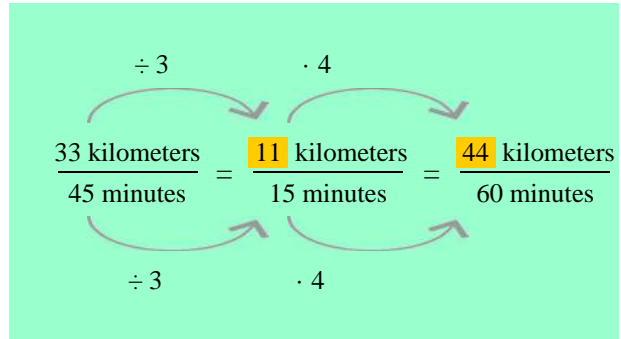 ÷ 3 · 4
33 kilometers / 45 minutes = 11 kilometers / 15 minutes = 44 kilometers / 60 minutes
÷ 3 · 4